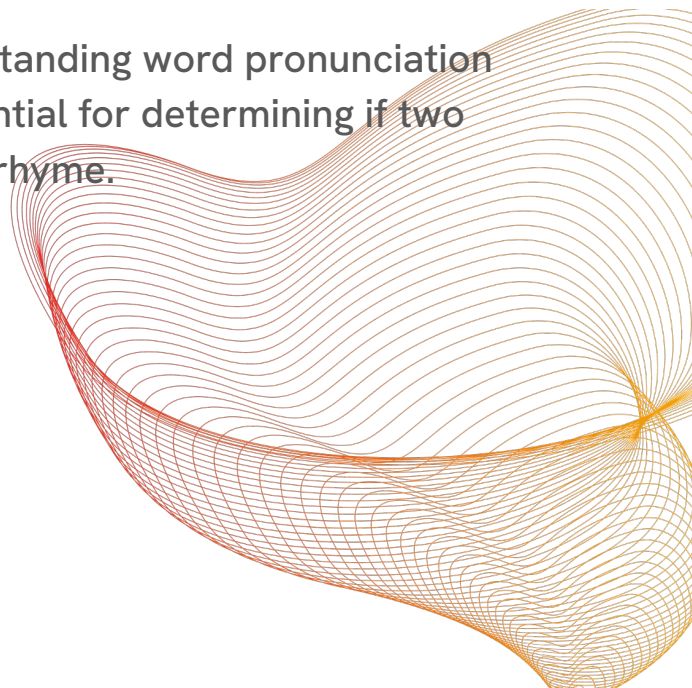 tanding word pronunciation
ntial for determining if two
rhyme.